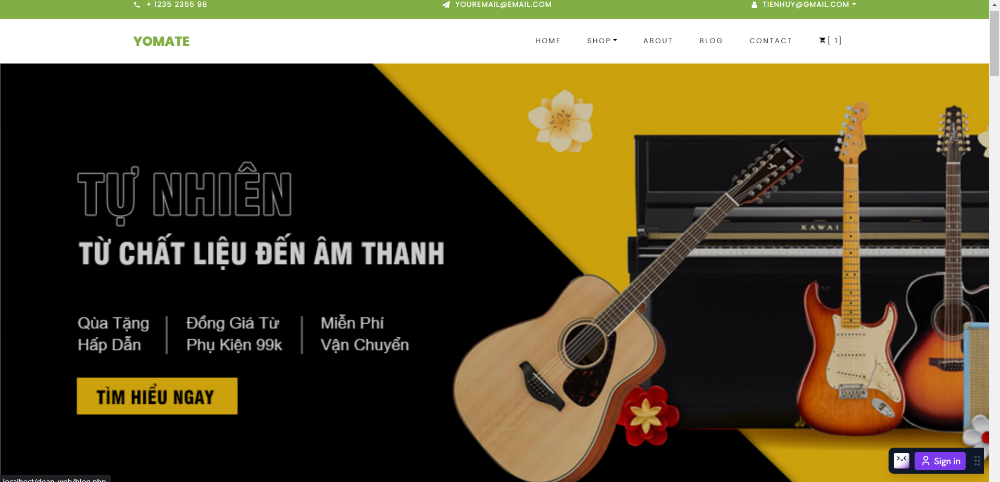 + 1235 2355 98
YOUREMAIL@EMAIL.COM
TIENHUY@GMAIL.COM
YOMATE
HOME
SHOP
ABOUT
BLOG
CONTACT
[ 1]
TỰ NHIÊN
TỪ CHẤT LIỆU ĐẾN ÂM THANH
Qùa Tặng
Hấp Dẫn
Đồng Giá Từ
Phụ Kiện 99k
Miễn Phí
Vận Chuyển
TÌM HIỂU NGAY
KAWAI
YAMAHA
Sign in
localhost/doan_web/blog.php